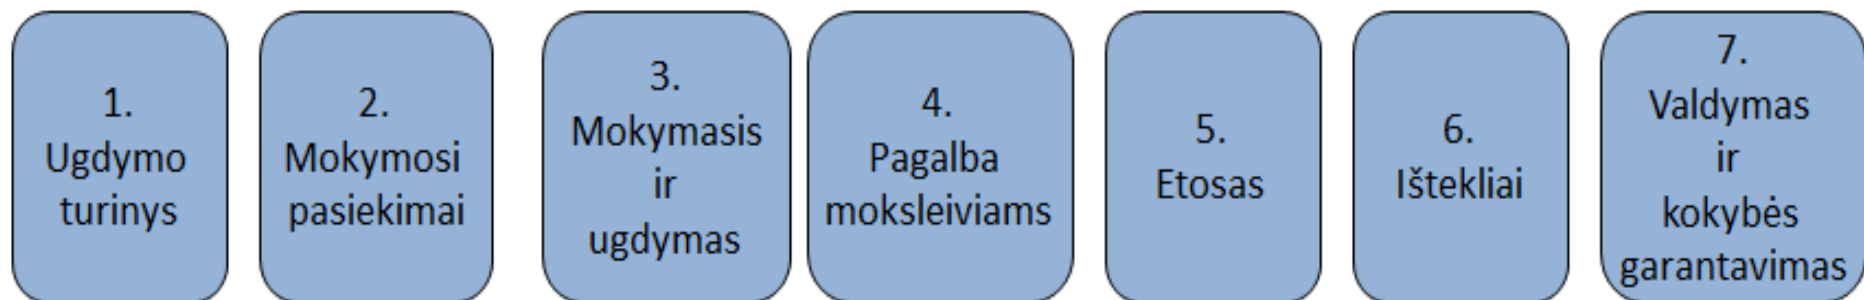 1.
Ugdymo
turinys
2.
Mokymosi
pasiekimai
3.
Mokymasis
ir
ugdymas
4.
Pagalba
moksleiviams
5.
Etosas
6.
Ištekliai
7.
Valdymas
ir
kokybės
garantavimas